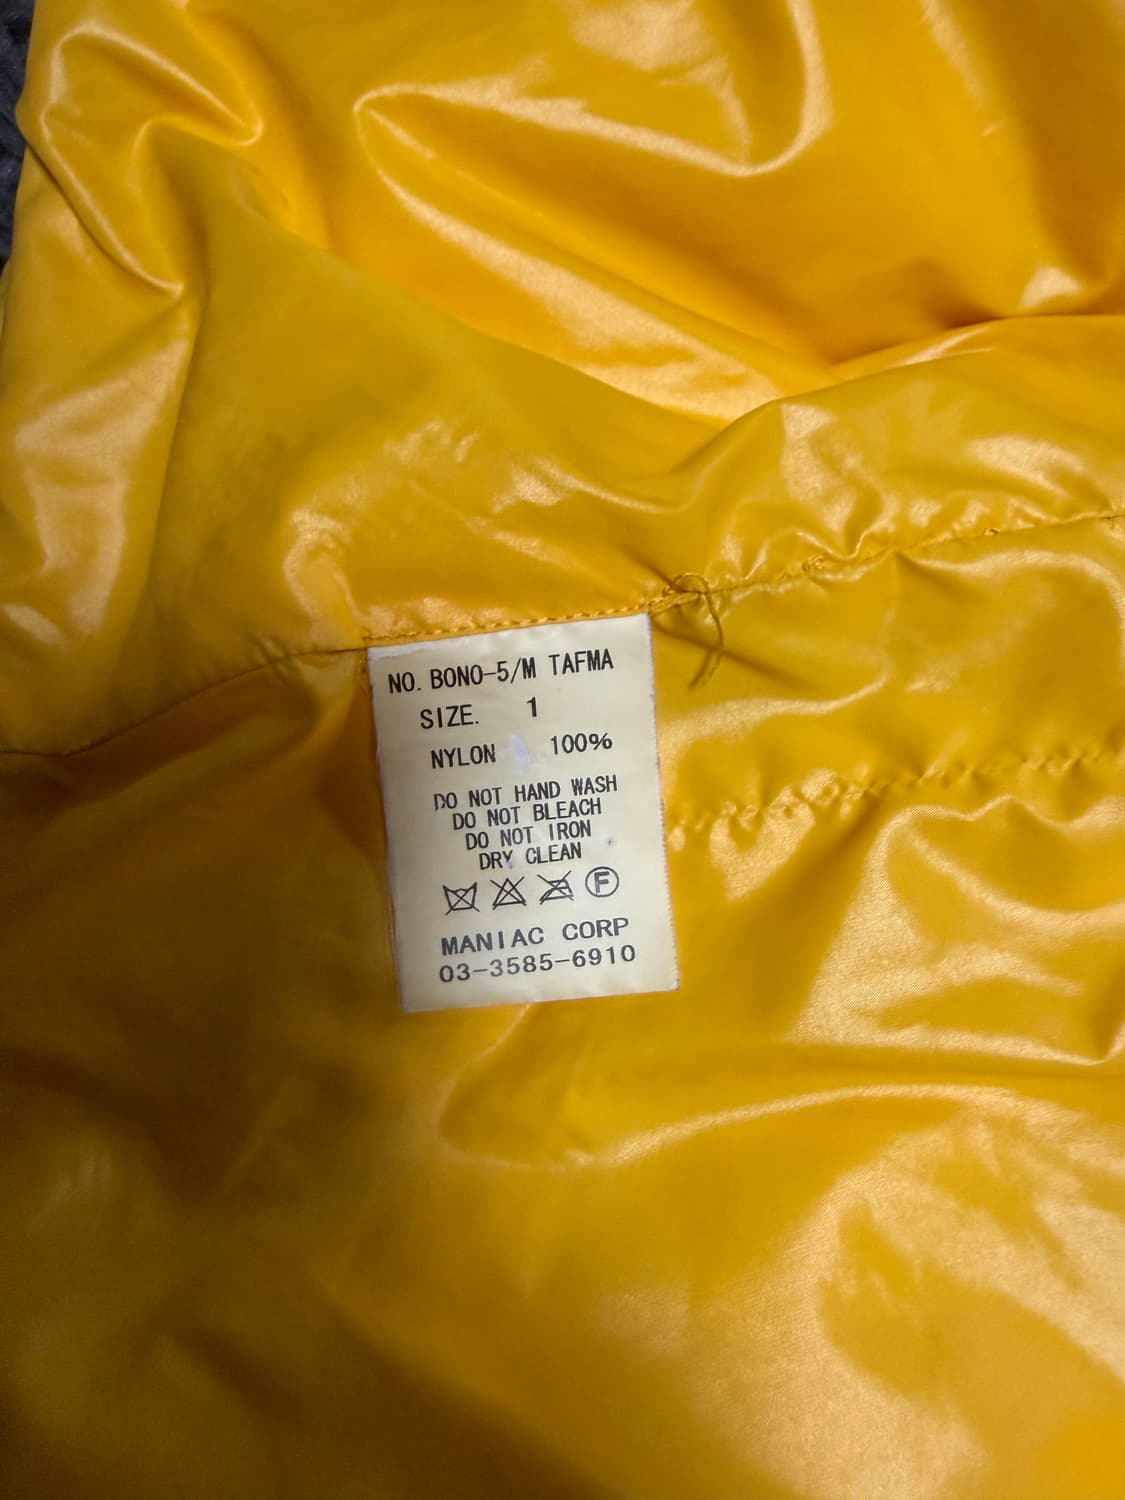 NO. BONO-5/M TAFMA
SIZE. 1
NYLON 100%
DO NOT HAND WASH
DO NOT BLEACH
DO NOT IRON
DRY CLEAN
F
MANIAC CORP
03-3585-6910